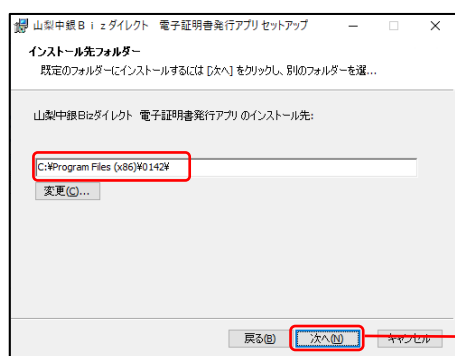 山梨中銀Ｂｉｚダイレクト　電子証明書発行アプリ セットアップ
インストール先フォルダー
既定のフォルダーにインストールするには [次へ] をクリックし、別のフォルダーを選...
山梨中銀Bizダイレクト 電子証明書発行アプリ のインストール先:
C:¥Program Files (x86)¥0142¥
変更(C)...
戻る(B)
次へ(N)
キャンセル